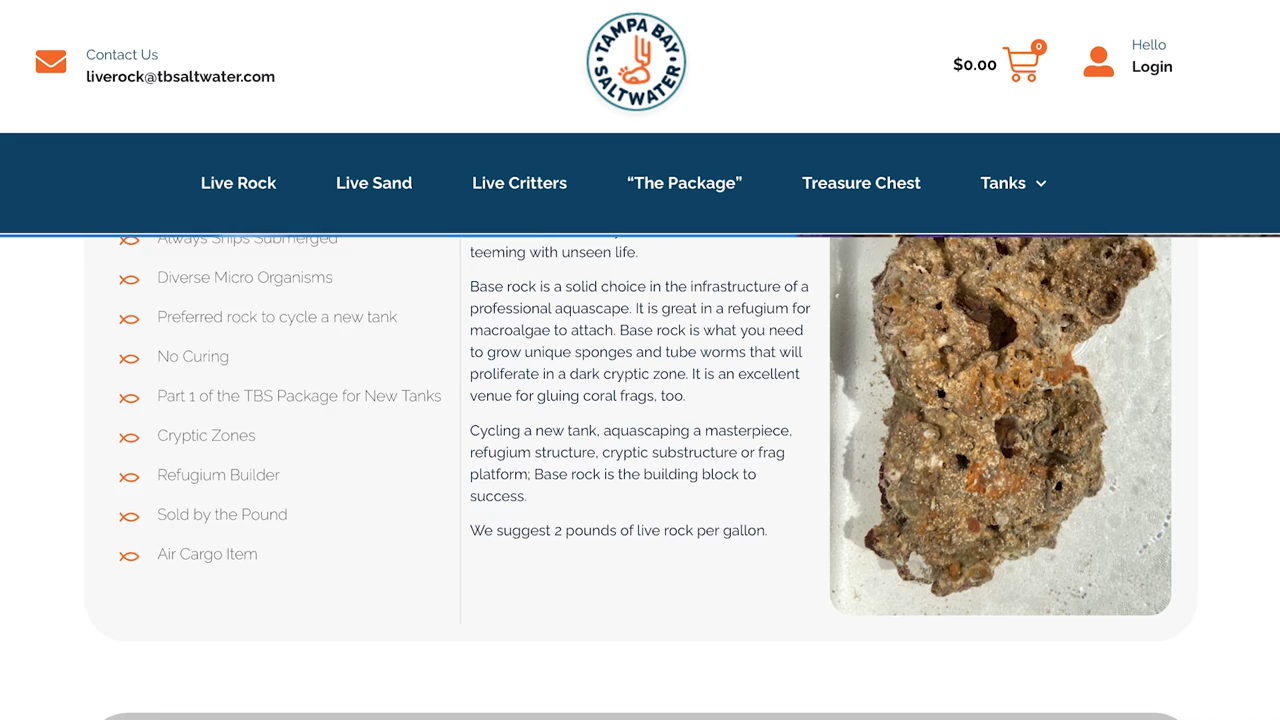 Contact Us
liverock@tbsaltwater.com
TAMPA BAY
SALTWATER
$0.00
0
Hello
Login
Live Rock
Live Sand
Live Critters
“The Package”
Treasure Chest
Tanks
Always Ships Submerged
Diverse Micro Organisms
Preferred rock to cycle a new tank
No Curing
Part 1 of the TBS Package for New Tanks
Cryptic Zones
Refugium Builder
Sold by the Pound
Air Cargo Item
teeming with unseen life.
Base rock is a solid choice in the infrastructure of a
professional aquascape. It is great in a refugium for
macroalgae to attach. Base rock is what you need
to grow unique sponges and tube worms that will
proliferate in a dark cryptic zone. It is an excellent
venue for gluing coral frags, too.
Cycling a new tank, aquascaping a masterpiece,
refugium structure, cryptic substructure or frag
platform; Base rock is the building block to
success.
We suggest 2 pounds of live rock per gallon.